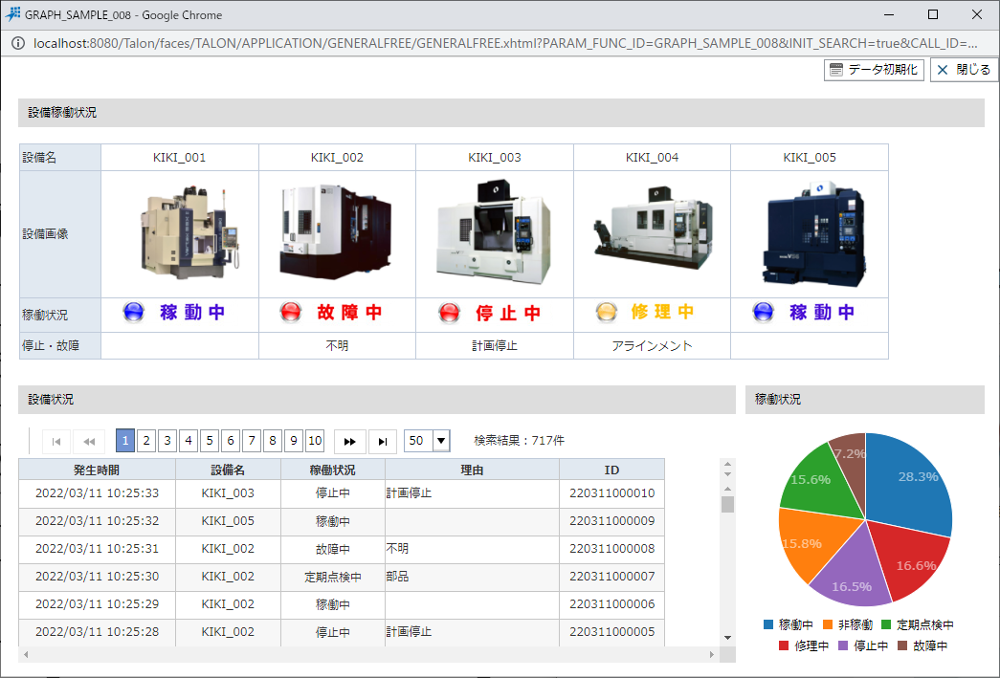 GRAPH_SAMPLE_008 - Google Chrome
localhost:8080/Talon/faces/TALON/APPLICATION/GENERALFREE/GENERALFREE.xhtml?PARAM_FUNC_ID=GRAPH_SAMPLE_008&INIT_SEARCH=true&CALL_ID=...
データ初期化 閉じる
設備稼働状況
設備名 KIKI_001 KIKI_002 KIKI_003 KIKI_004 KIKI_005
設備画像
稼働状況 稼動中 故障中 停止中 修理中 稼動中
停止・故障 不明 計画停止 アラインメント
設備状況
1 2 3 4 5 6 7 8 9 10 50 検索結果：717件
発生時間 設備名 稼働状況 理由 ID
2022/03/11 10:25:33 KIKI_003 停止中 計画停止 220311000010
2022/03/11 10:25:32 KIKI_005 稼働中 220311000009
2022/03/11 10:25:31 KIKI_002 故障中 不明 220311000008
2022/03/11 10:25:30 KIKI_002 定期点検中 部品 220311000007
2022/03/11 10:25:29 KIKI_002 稼働中 220311000006
2022/03/11 10:25:28 KIKI_002 停止中 計画停止 220311000005
稼働状況
7.2%
28.3%
15.6%
15.8%
16.6%
16.5%
稼働中 非稼働 定期点検中
修理中 停止中 故障中